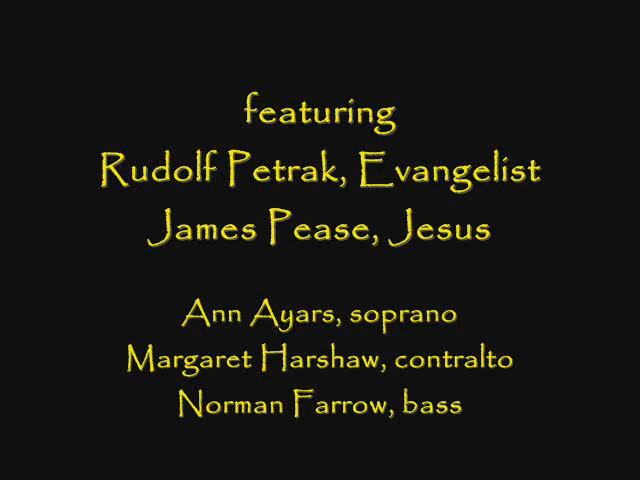 featuring
Rudolf Petrak, Evangelist
James Pease, Jesus
Ann Ayars, soprano
Margaret Harshaw, contralto
Norman Farrow, bass